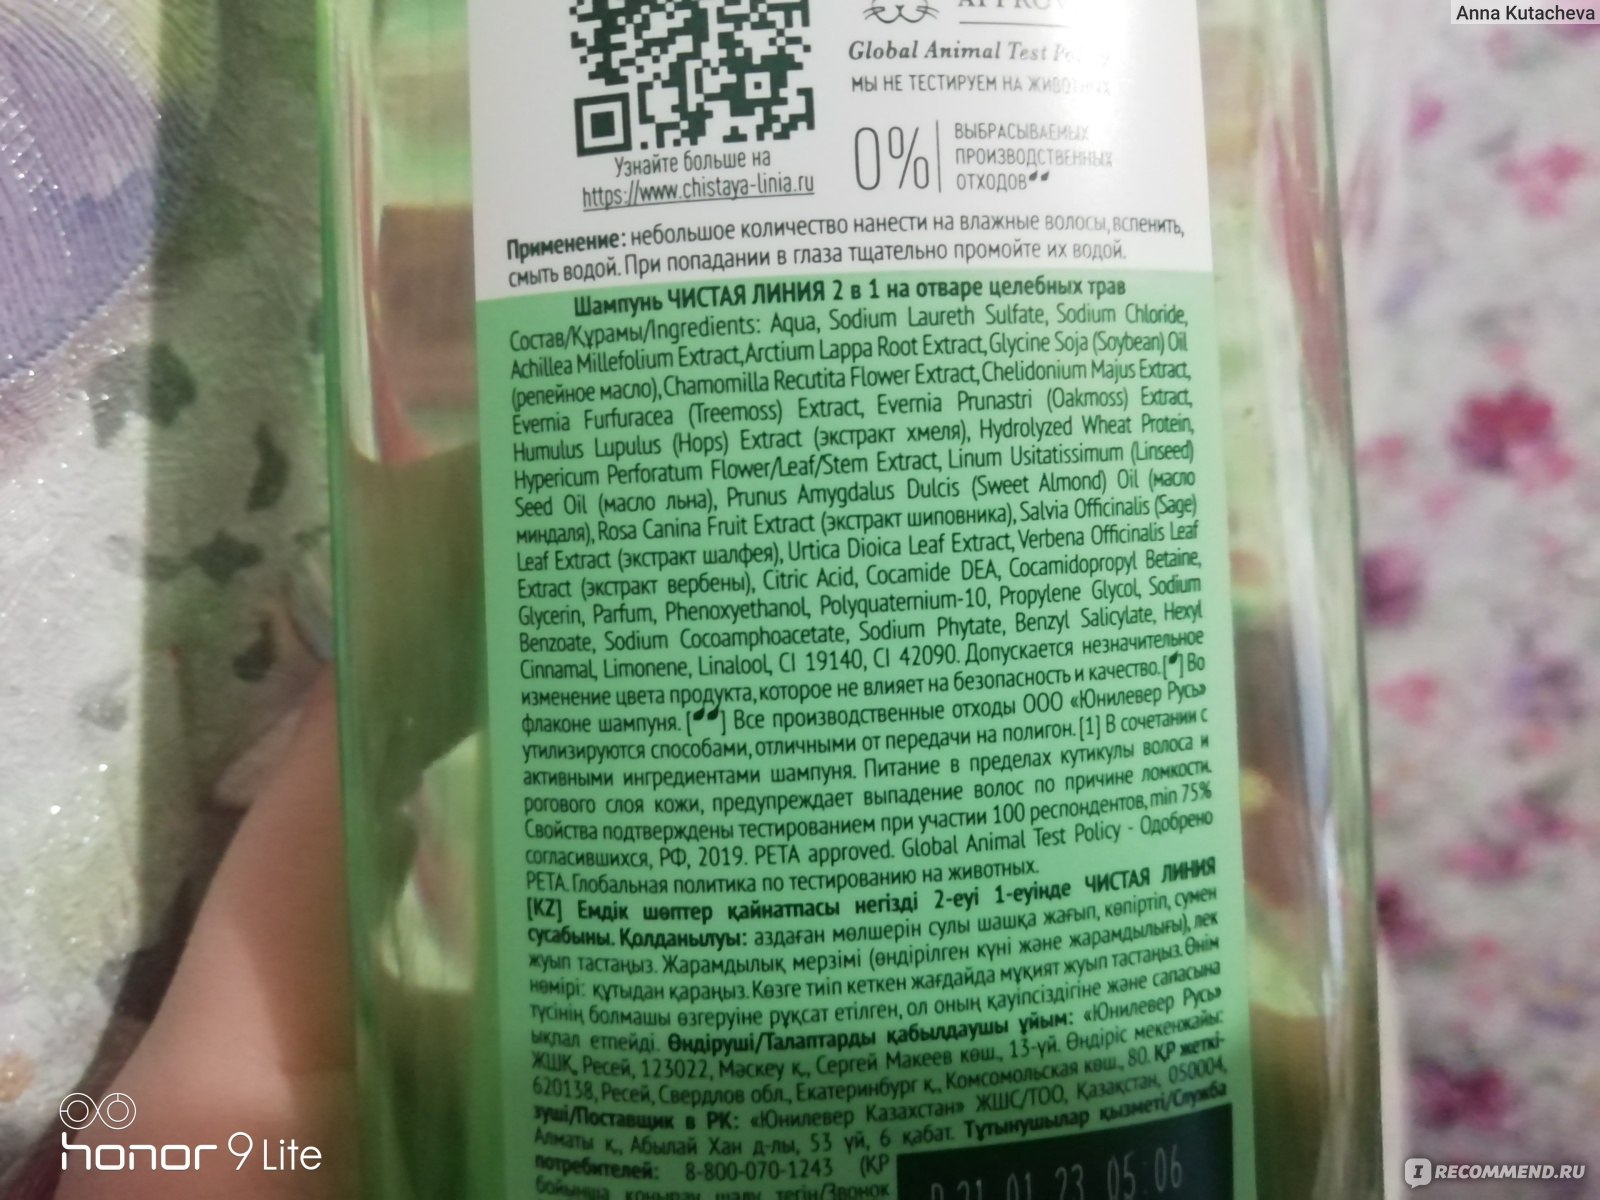 Anna Kutacheva
Global Animal Test
МЫ НЕ ТЕСТИРУЕМ НА ЖИВОТНЫХ
0% ВЫБРАСЫВАЕМЫХ
ПРОИЗВОДСТВЕННЫХ
ОТХОДОВ
Узнайте больше на
https://www.chistaya-linia.ru
Применение: небольшое количество нанести на влажные волосы, вспенить,
смыть водой. При попадании в глаза тщательно промойте их водой.
Шампунь ЧИСТАЯ ЛИНИЯ 2 в 1 на отваре целебных трав
Состав/Құрамы/Ingredients: Aqua, Sodium Laureth Sulfate, Sodium Chloride,
Achillea Millefolium Extract, Arctium Lappa Root Extract, Glycine Soja (Soybean) Oil
(репейное масло), Chamomilla Recutita Flower Extract, Chelidonium Majus Extract,
Evernia Furfuracea (Treemoss) Extract, Evernia Prunastri (Oakmoss) Extract,
Humulus Lupulus (Hops) Extract (экстракт хмеля), Hydrolyzed Wheat Protein,
Hypericum Perforatum Flower/Leaf/Stem Extract, Linum Usitatissimum (Linseed)
Seed Oil (масло льна), Prunus Amygdalus Dulcis (Sweet Almond) Oil (масло
миндаля), Rosa Canina Fruit Extract (экстракт шиповника), Salvia Officinalis (Sage)
Leaf Extract (экстракт шалфея), Urtica Dioica Leaf Extract, Verbena Officinalis Leaf
Extract (экстракт вербены), Citric Acid, Cocamide DEA, Cocamidopropyl Betaine,
Glycerin, Parfum, Phenoxyethanol, Polyquaternium-10, Propylene Glycol, Sodium
Benzoate, Sodium Cocoamphoacetate, Sodium Phytate, Benzyl Salicylate, Hexyl
Cinnamal, Limonene, Linalool, CI 19140, CI 42090. Допускается незначительное
изменение цвета продукта, которое не влияет на безопасность и качество. [] Во
флаконе шампуня. [] Все производственные отходы ООО «Юнилевер Русь»
утилизируются способами, отличными от передачи на полигон. [1] В сочетании с
активными ингредиентами шампуня. Питание в пределах кутикулы волоса и
рогового слоя кожи, предупреждает выпадение волос по причине ломкости.
Свойства подтверждены тестированием при участии 100 респондентов, min 75%
согласившихся, РФ, 2019. PETA approved. Global Animal Test Policy - Одобрено
PETA. Глобальная политика по тестированию на животных.
[KZ] Емдік шөптер қайнатпасы негізді 2-еуі 1-еуінде ЧИСТАЯ ЛИНИЯ
сусабыны. Қолданылуы: аздаған мөлшерін сулы шашқа жағып, көпіртіп, сумен
жуып тастаңыз. Жарамдылық мерзімі (өндірілген күні және жарамдылығы), лек
нөмірі: құтыдан қараңыз. Көзге тиіп кеткен жағдайда мұқият жуып тастаңыз. Өнім
түсінің болмашы өзгеруіне рұқсат етілген, ол оның қауіпсіздігіне және сапасына
ықпал етпейді. Өндіруші/Талаптарды қабылдаушы ұйым: «Юнилевер Русь»
ЖШҚ, Ресей, 123022, Мәскеу қ., Сергей Макеев көш., 13-үй. Өндіріс мекенжайы:
620138, Ресей, Свердлов обл., Екатеринбург қ., Комсомольская көш., 80. ҚР жеткі-
зуші/Поставщик в РК: «Юнилевер Казахстан» ЖШС/ТОО, Қазақстан, 050004,
Алматы қ., Абылай Хан д-лы, 53 үй, 6 қабат. Тұтынушылар қызметі/Служба
потребителей: 8-800-070-1243 (ҚР
бойынша қоңырау шалу тегін/Звонок
01 23 05:06
honor 9 Lite
IRECOMMEND.RU